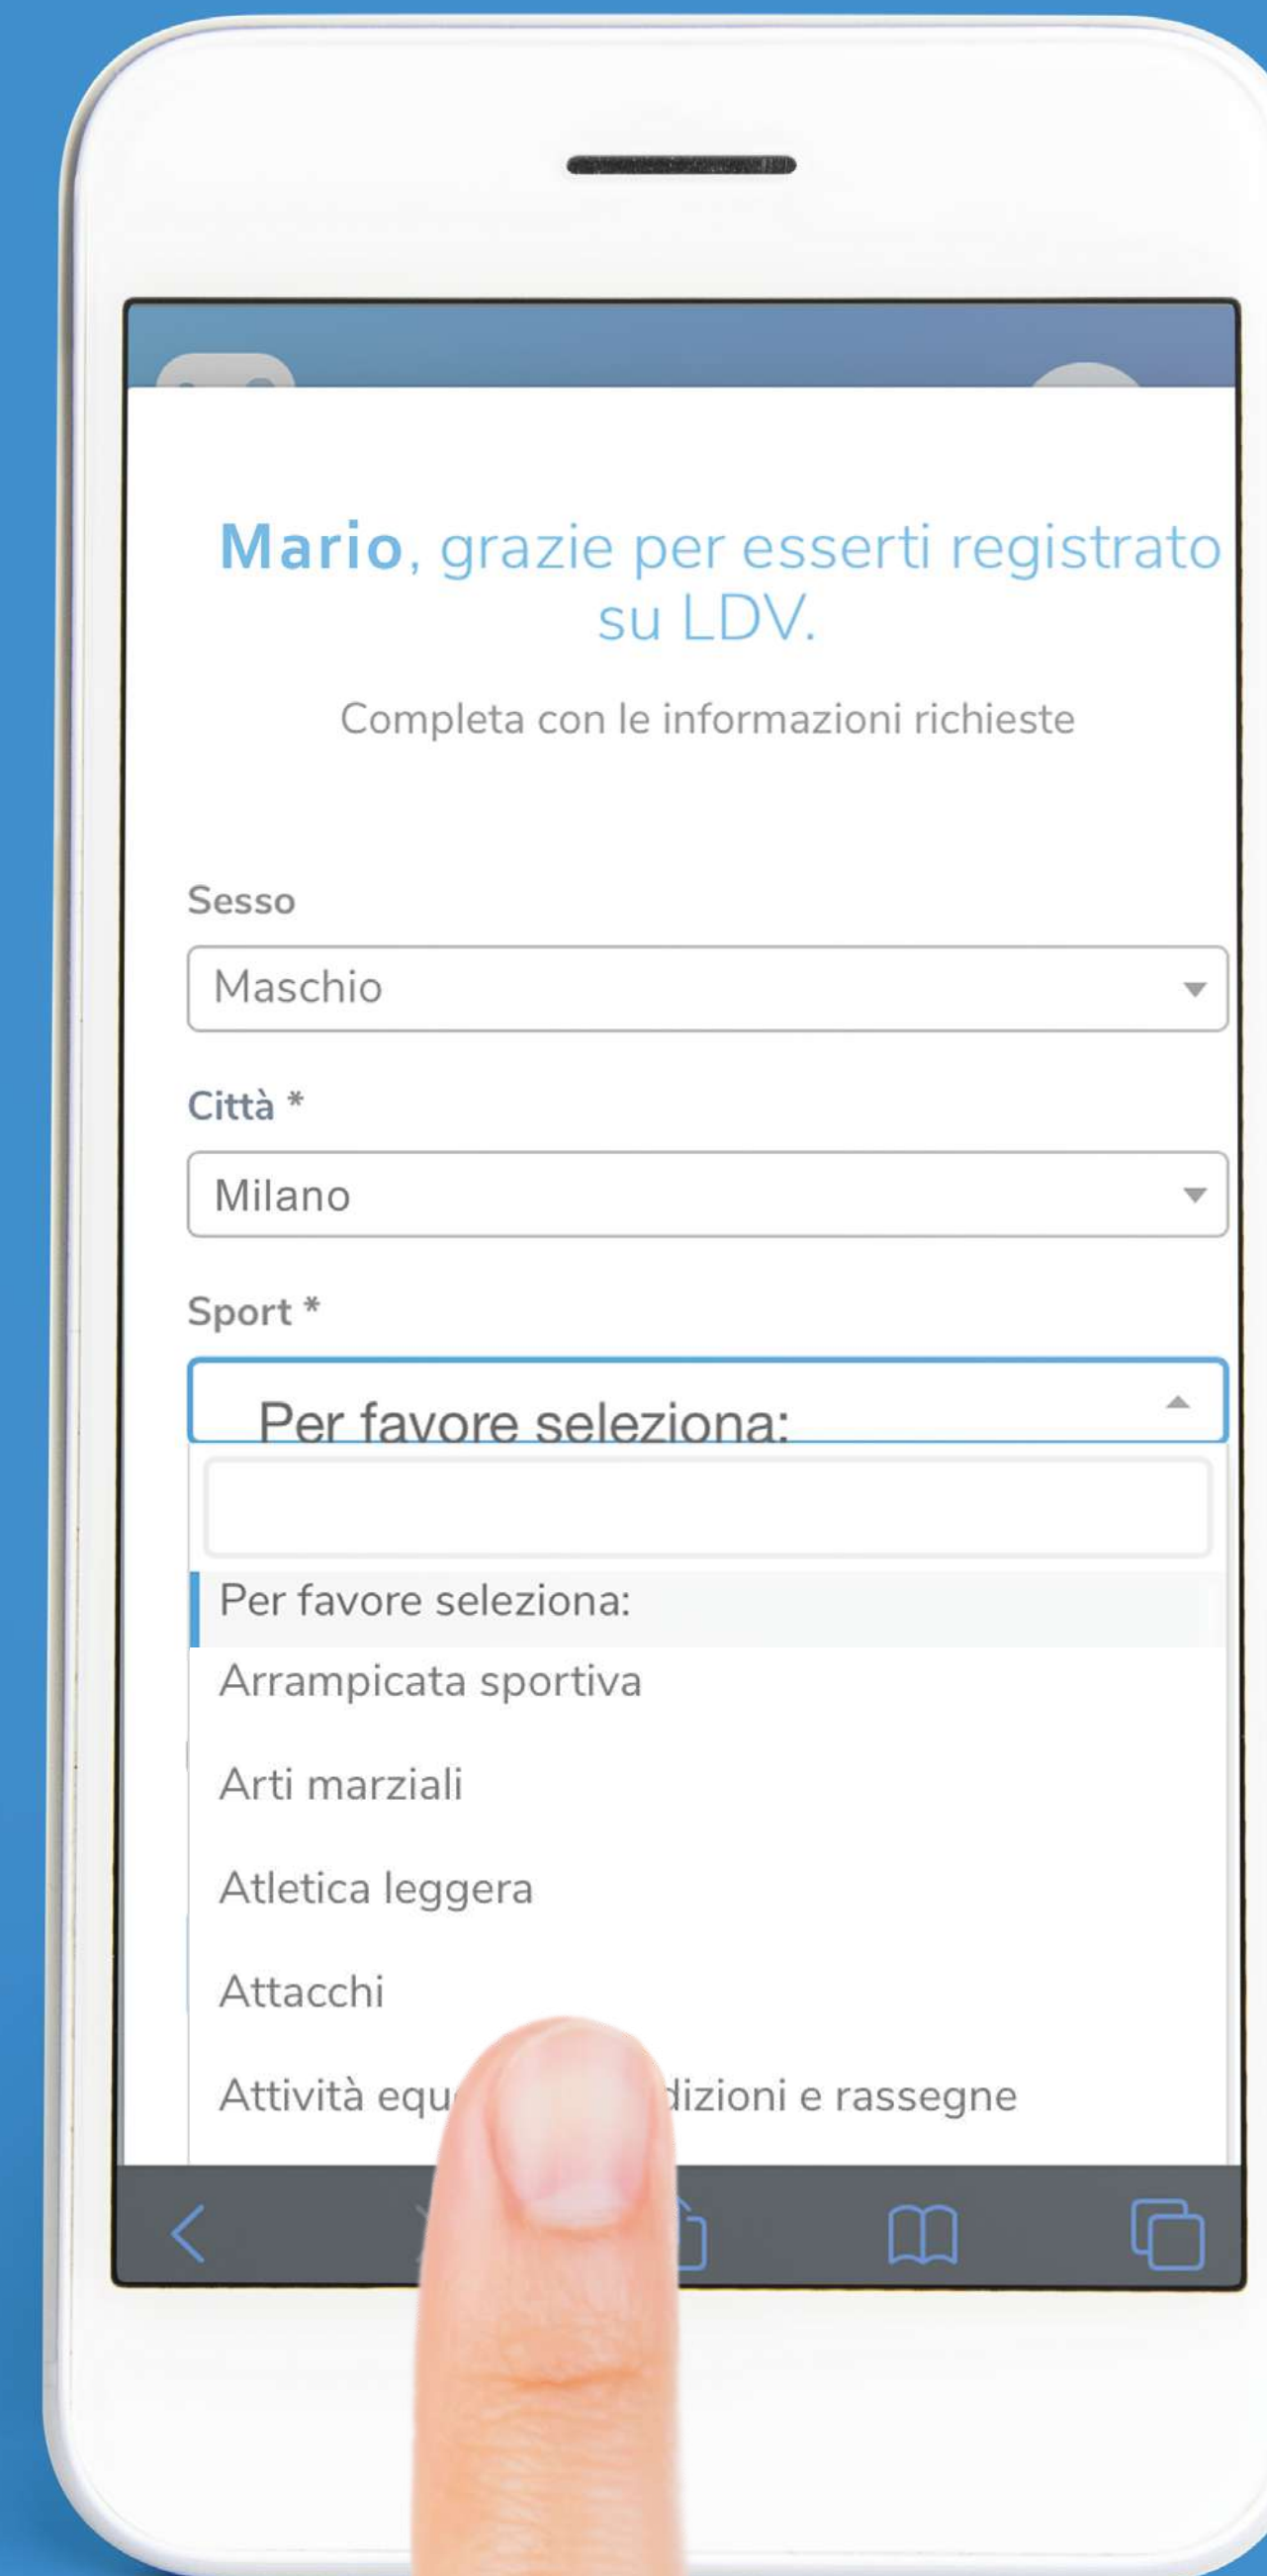 Mario, grazie per esserti registrato
su LDV.
Completa con le informazioni richieste
Sesso
Maschio
Città *
Milano
Sport *
Per favore seleziona:
Per favore seleziona:
Arrampicata sportiva
Arti marziali
Atletica leggera
Attacchi
Attività e rassegne